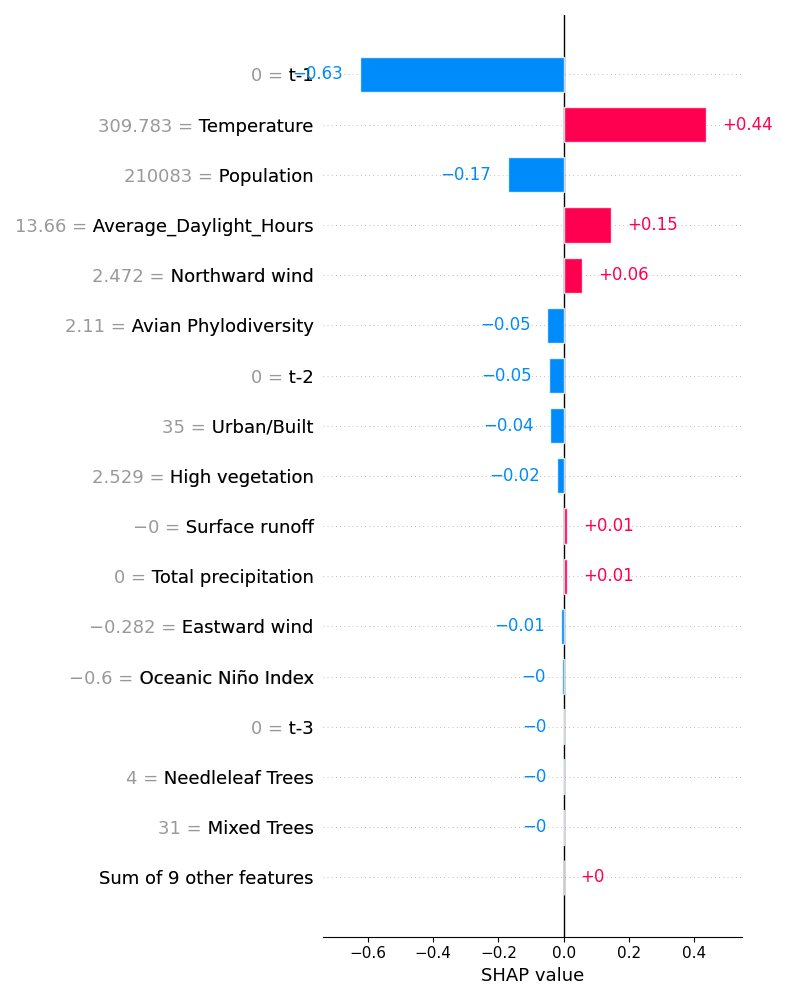 0 = t-1 −0.63
309.783 = Temperature +0.44
210083 = Population −0.17
13.66 = Average_Daylight_Hours +0.15
2.472 = Northward wind +0.06
2.11 = Avian Phylodiversity −0.05
0 = t-2 −0.05
35 = Urban/Built −0.04
2.529 = High vegetation −0.02
−0 = Surface runoff +0.01
0 = Total precipitation +0.01
−0.282 = Eastward wind −0.01
−0.6 = Oceanic Niño Index −0
0 = t-3 −0
4 = Needleleaf Trees −0
31 = Mixed Trees −0
Sum of 9 other features +0
−0.6 −0.4 −0.2 0.0 0.2 0.4
SHAP value